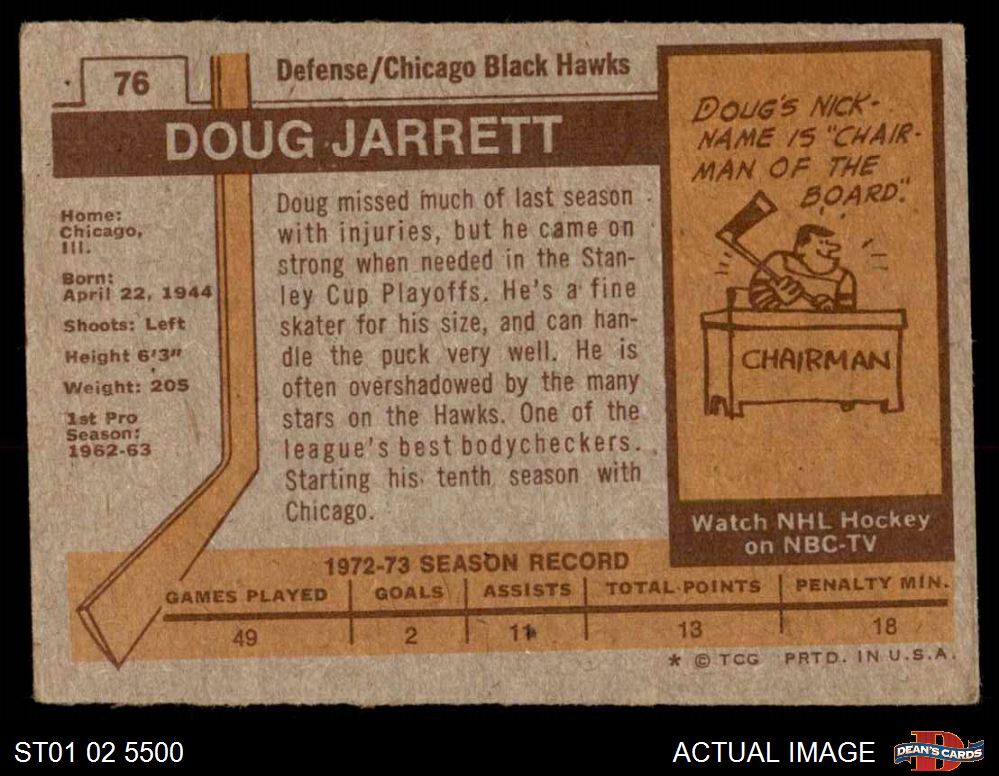 76
Defense/Chicago Black Hawks
DOUG JARRETT
Home:
Chicago,
Ill.
Born:
April 22, 1944
Shoots: Left
Height 6'3"
Weight: 205
1st Pro
Season:
1962-63
Doug missed much of last season
with injuries, but he came on
strong when needed in the Stan-
ley Cup Playoffs. He's a fine
skater for his size, and can han-
dle the puck very well. He is
often overshadowed by the many
stars on the Hawks. One of the
league's best bodycheckers.
Starting his tenth season with
Chicago.
DOUG'S NICK-
NAME IS "CHAIR-
MAN OF THE
BOARD."
CHAIRMAN
Watch NHL Hockey
on NBC-TV
1972-73 SEASON RECORD
GAMES PLAYED GOALS ASSISTS TOTAL POINTS PENALTY MIN.
49 2 11 13 18
* © TCG PRTD. IN U.S.A.
ST01 02 5500
ACTUAL IMAGE
D
DEAN'S CARDS